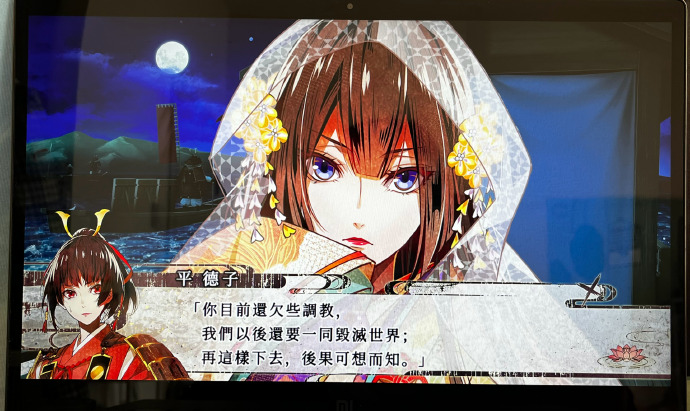 平 德子
「你目前還欠些調教,
我們以後還要一同毀滅世界;
再這樣下去, 後果可想而知。」
mi